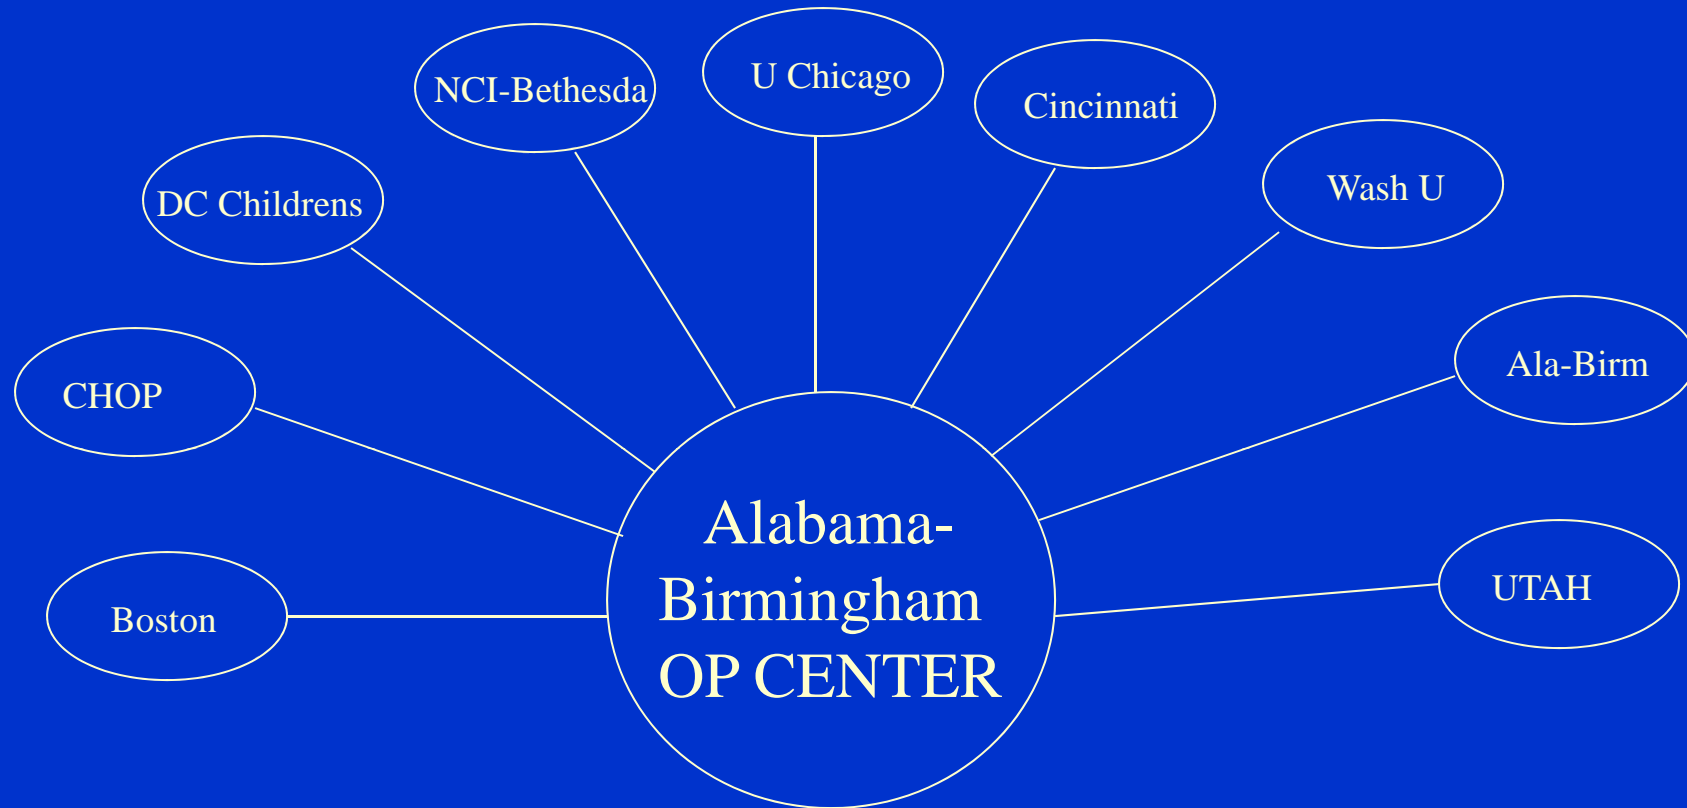 U Chicago
NCI-Bethesda
Cincinnati
Wash U
DC Childrens
Ala-Birm
CHOP
Alabama-
Birmingham
OP CENTER
UTAH
Boston